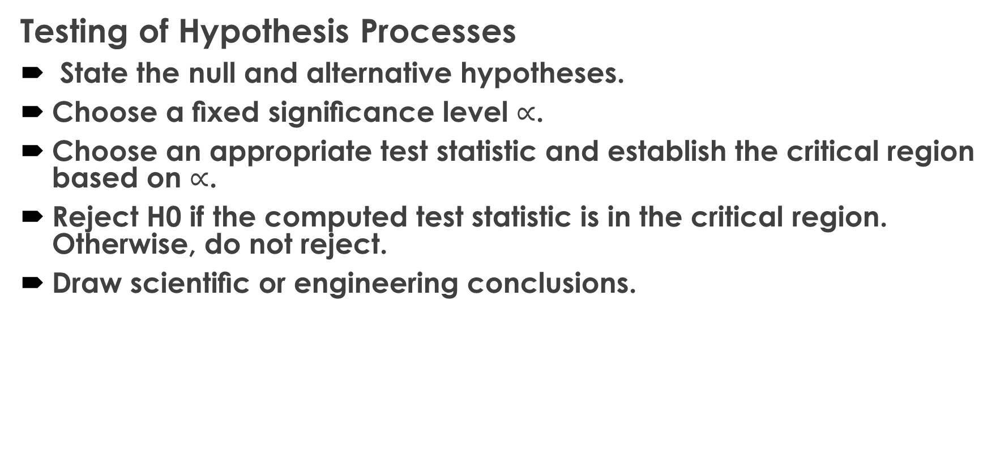 Testing of Hypothesis Processes
State the null and alternative hypotheses.
Choose a fixed significance level ∝.
Choose an appropriate test statistic and establish the critical region
based on ∝.
Reject H0 if the computed test statistic is in the critical region.
Otherwise, do not reject.
Draw scientific or engineering conclusions.